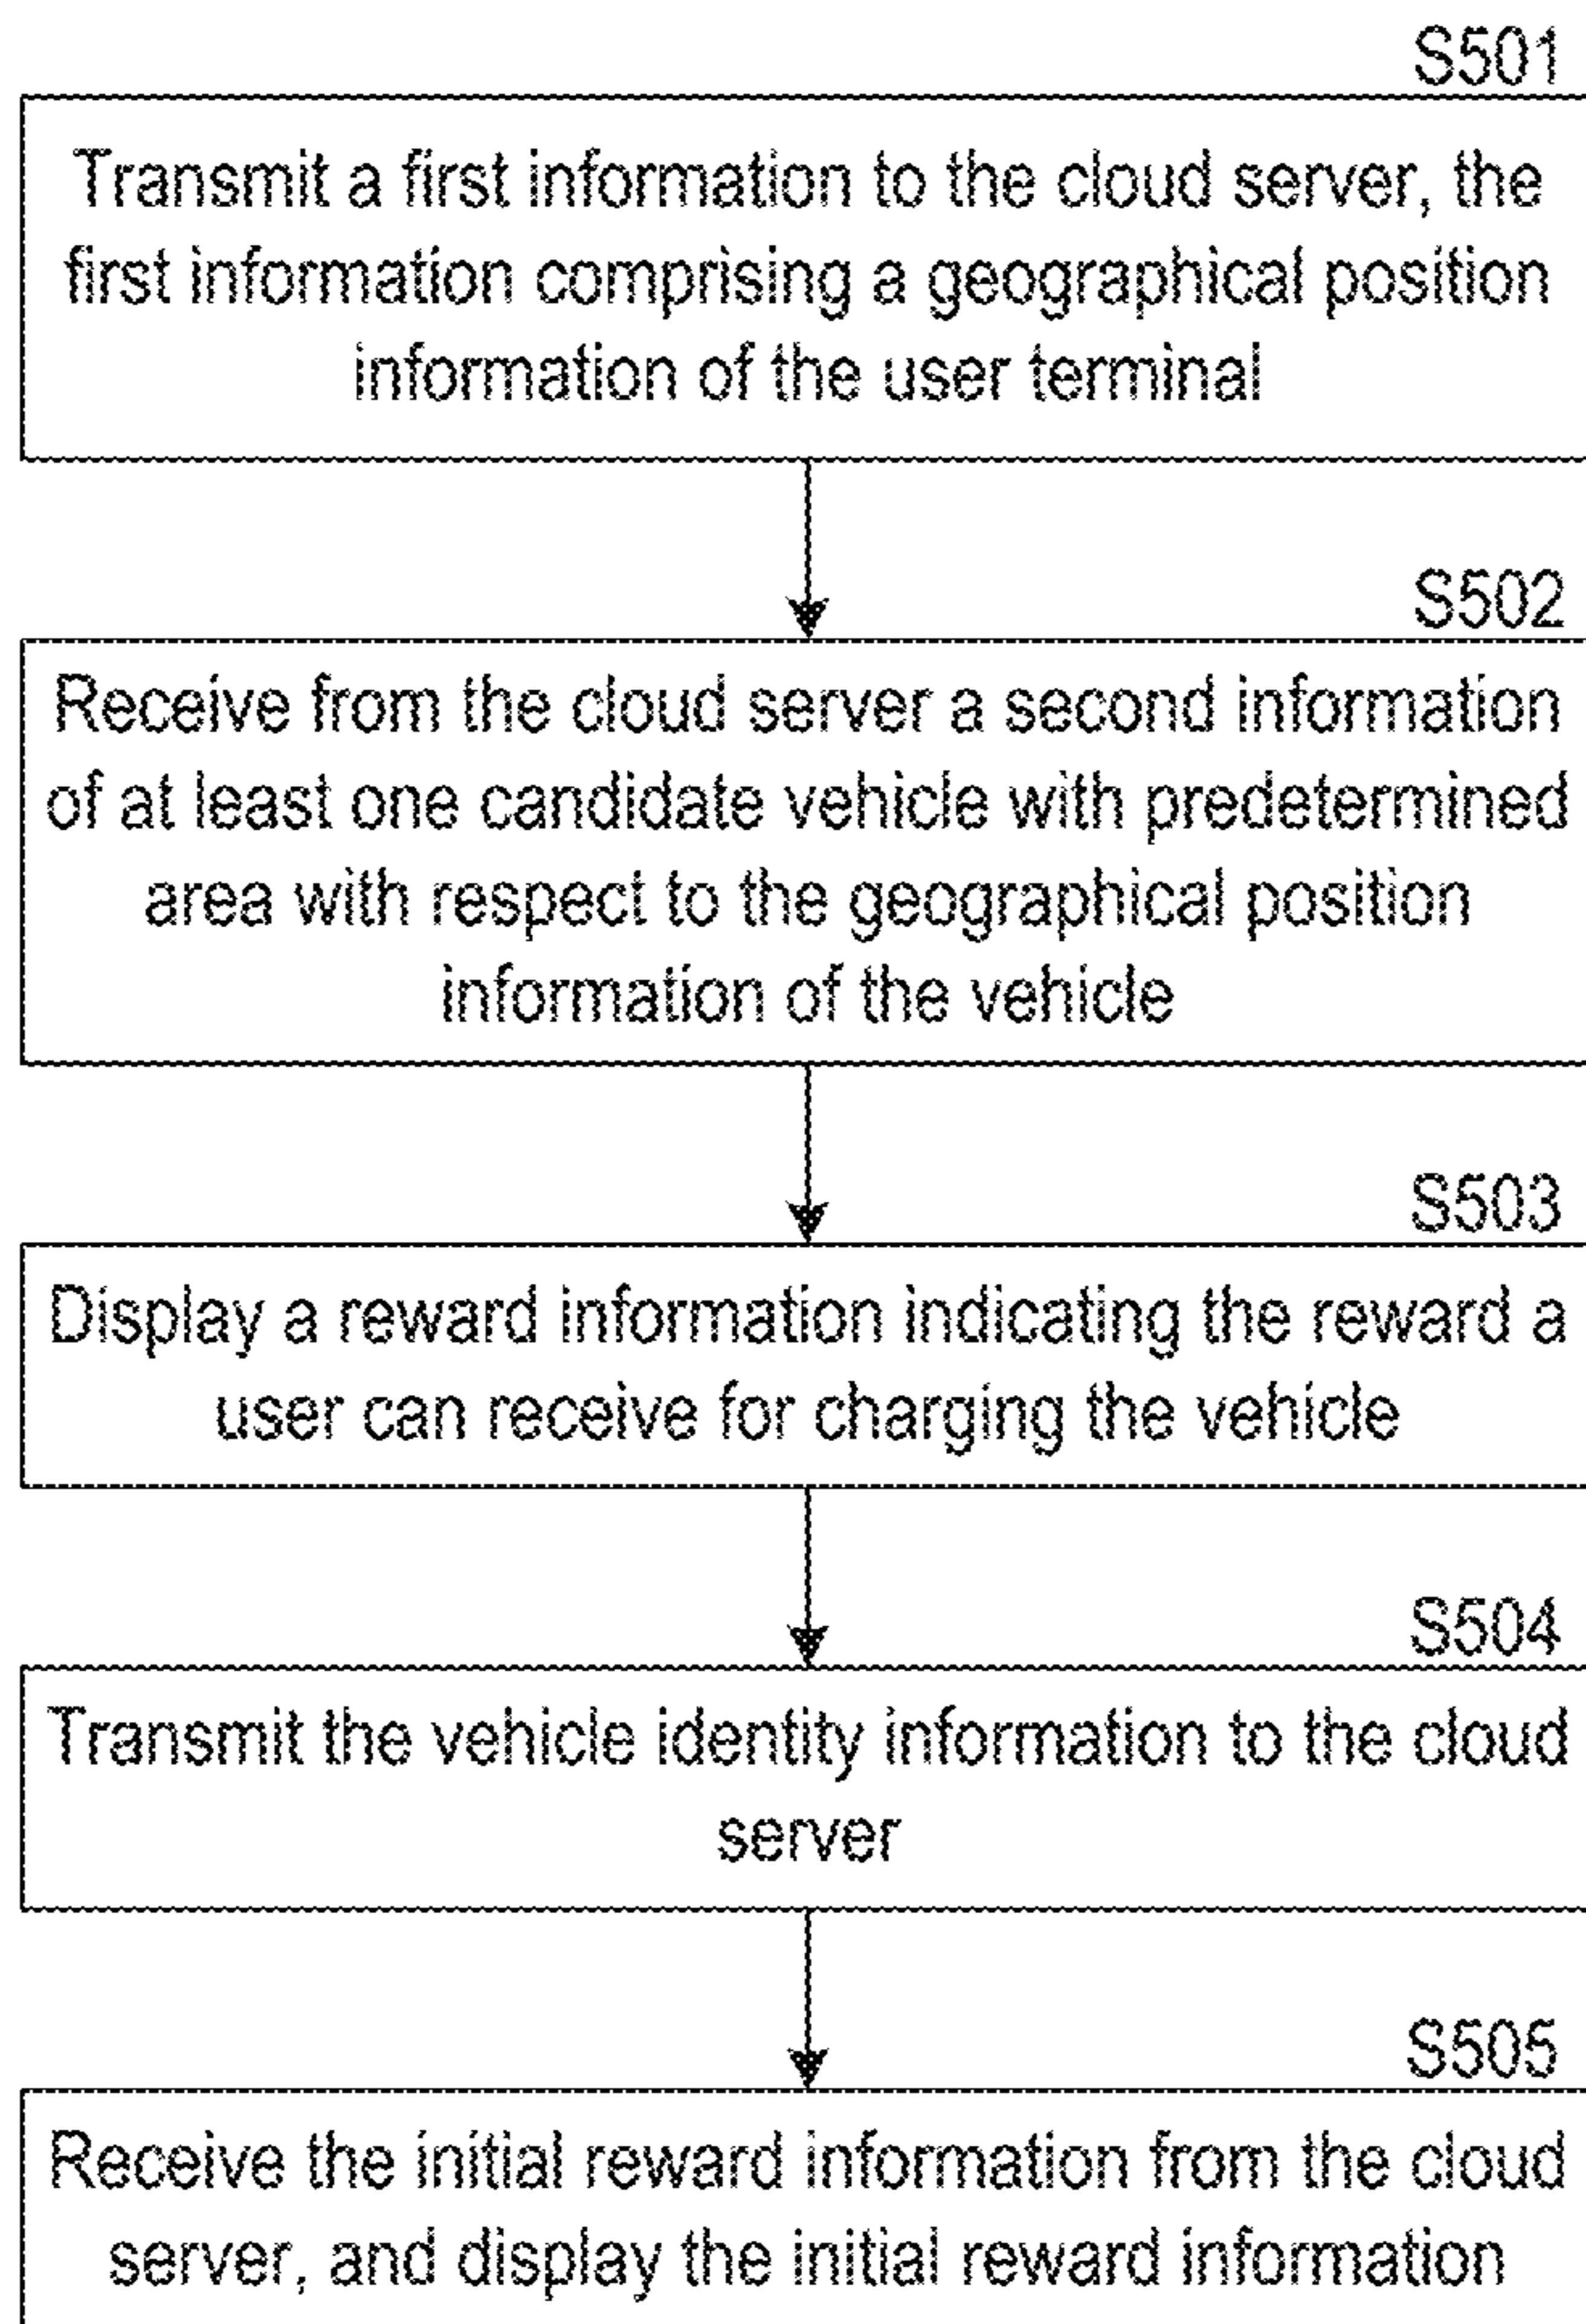 S501
Transmit a first information to the cloud server, the
first information comprising a geographical position
information of the user terminal
S502
Receive from the cloud server a second information
of at least one candidate vehicle with predetermined
area with respect to the geographical position
information of the vehicle
S503
Display a reward information indicating the reward a
user can receive for charging the vehicle
S504
Transmit the vehicle identity information to the cloud
server
S505
Receive the initial reward information from the cloud
server, and display the initial reward information